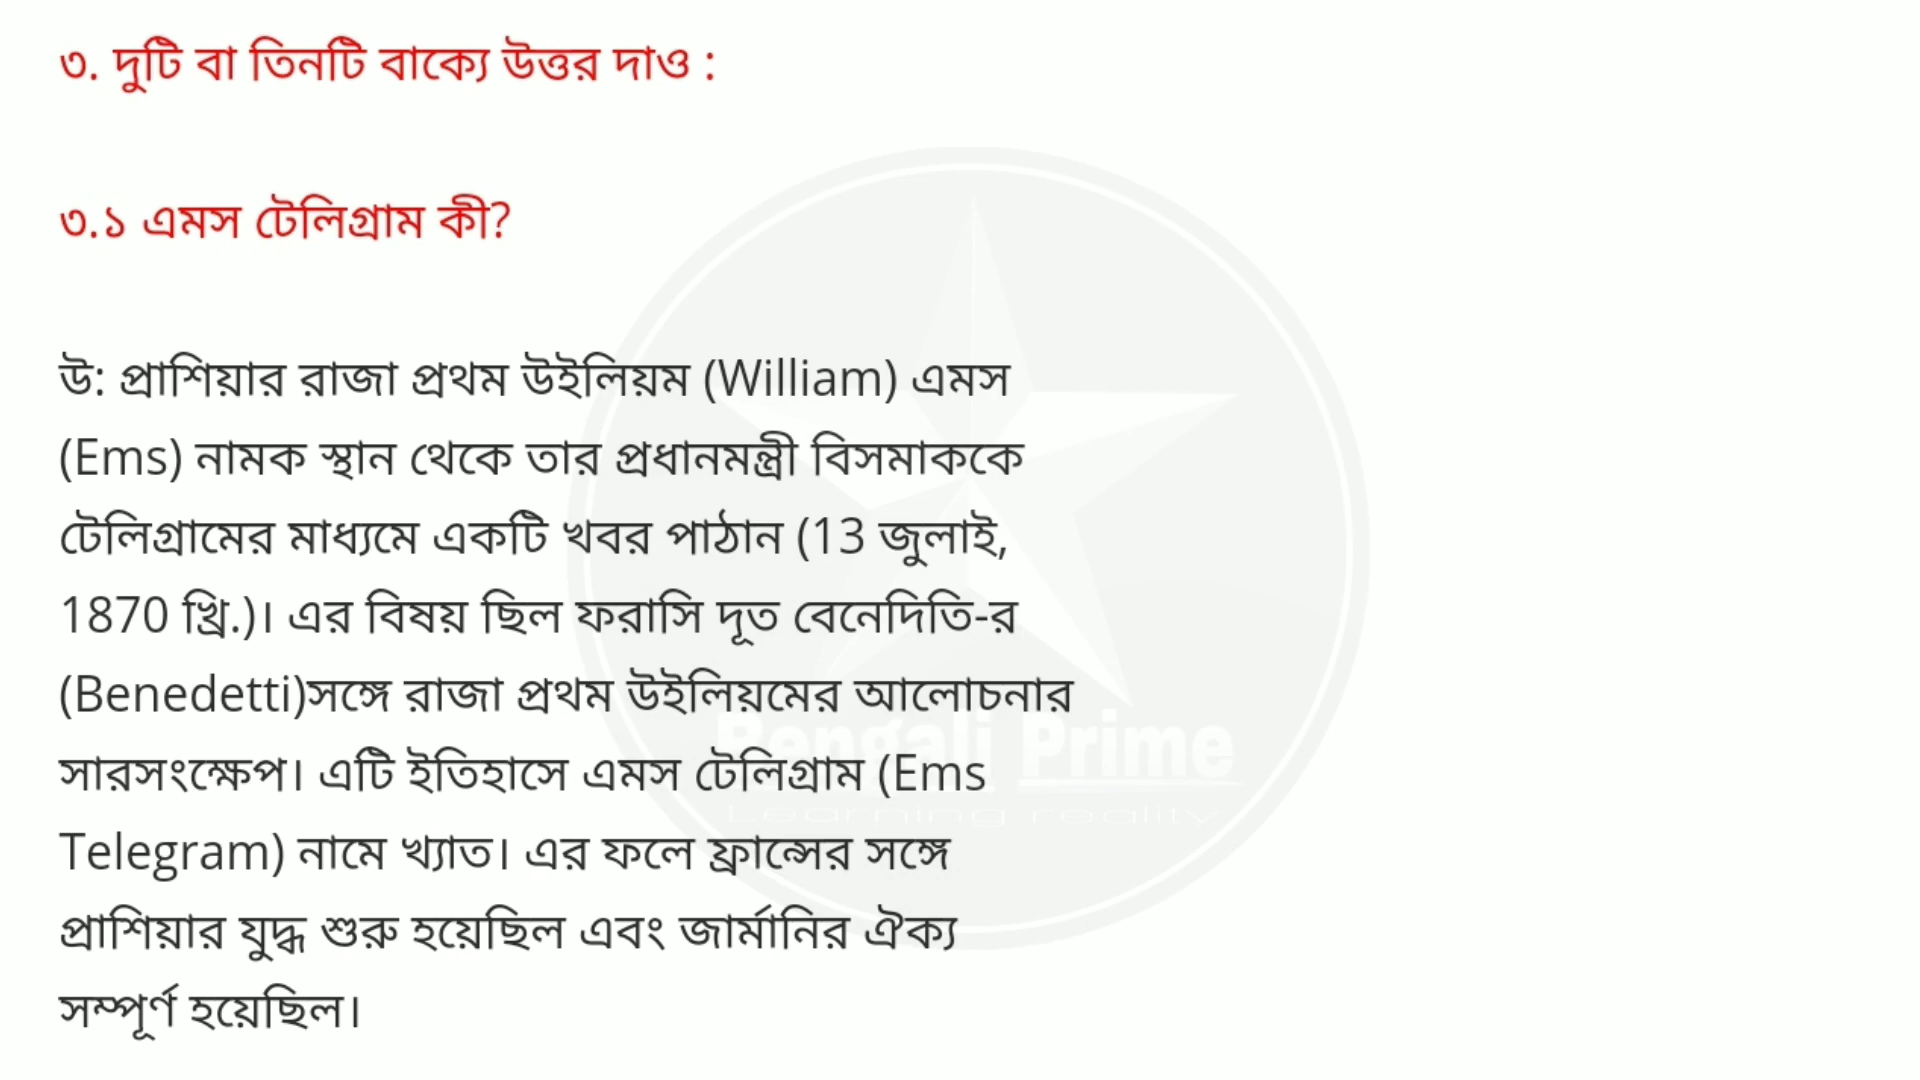 ৩. দুটি বা তিনটি বাক্যে উত্তর দাও :
৩.১ এমস টেলিগ্রাম কী?
উ: প্রাশিয়ার রাজা প্রথম উইলিয়ম (William) এমস
(Ems) নামক স্থান থেকে তার প্রধানমন্ত্রী বিসমাককে
টেলিগ্রামের মাধ্যমে একটি খবর পাঠান (13 জুলাই,
1870 খ্রি.)। এর বিষয় ছিল ফরাসি দূত বেনেদিতি-র
(Benedetti)সঙ্গে রাজা প্রথম উইলিয়মের আলোচনার
সারসংক্ষেপ। এটি ইতিহাসে এমস টেলিগ্রাম (Ems
Telegram) নামে খ্যাত। এর ফলে ফ্রান্সের সঙ্গে
প্রাশিয়ার যুদ্ধ শুরু হয়েছিল এবং জার্মানির ঐক্য
সম্পূর্ণ হয়েছিল।
Bengali Prime
Learning reality